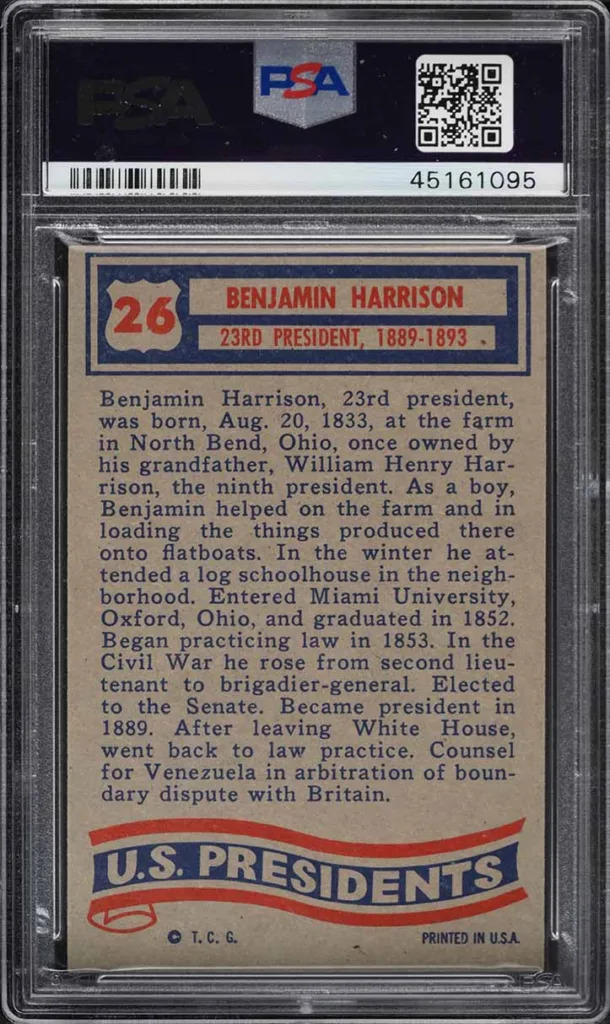 PSA
PSA
45161095
26
BENJAMIN HARRISON
23RD PRESIDENT, 1889-1893
Benjamin Harrison, 23rd president,
was born, Aug. 20, 1833, at the farm
in North Bend, Ohio, once owned by
his grandfather, William Henry Har-
rison, the ninth president. As a boy,
Benjamin helped on the farm and in
loading the things produced there
onto flatboats. In the winter he at-
tended a log schoolhouse in the neigh-
borhood. Entered Miami University,
Oxford, Ohio, and graduated in 1852.
Began practicing law in 1853. In the
Civil War he rose from second lieu-
tenant to brigadier-general. Elected
to the Senate. Became president in
1889. After leaving White House,
went back to law practice. Counsel
for Venezuela in arbitration of boun-
dary dispute with Britain.
U.S. PRESIDENTS
© T. C. G.
PRINTED IN U.S.A.
PSA